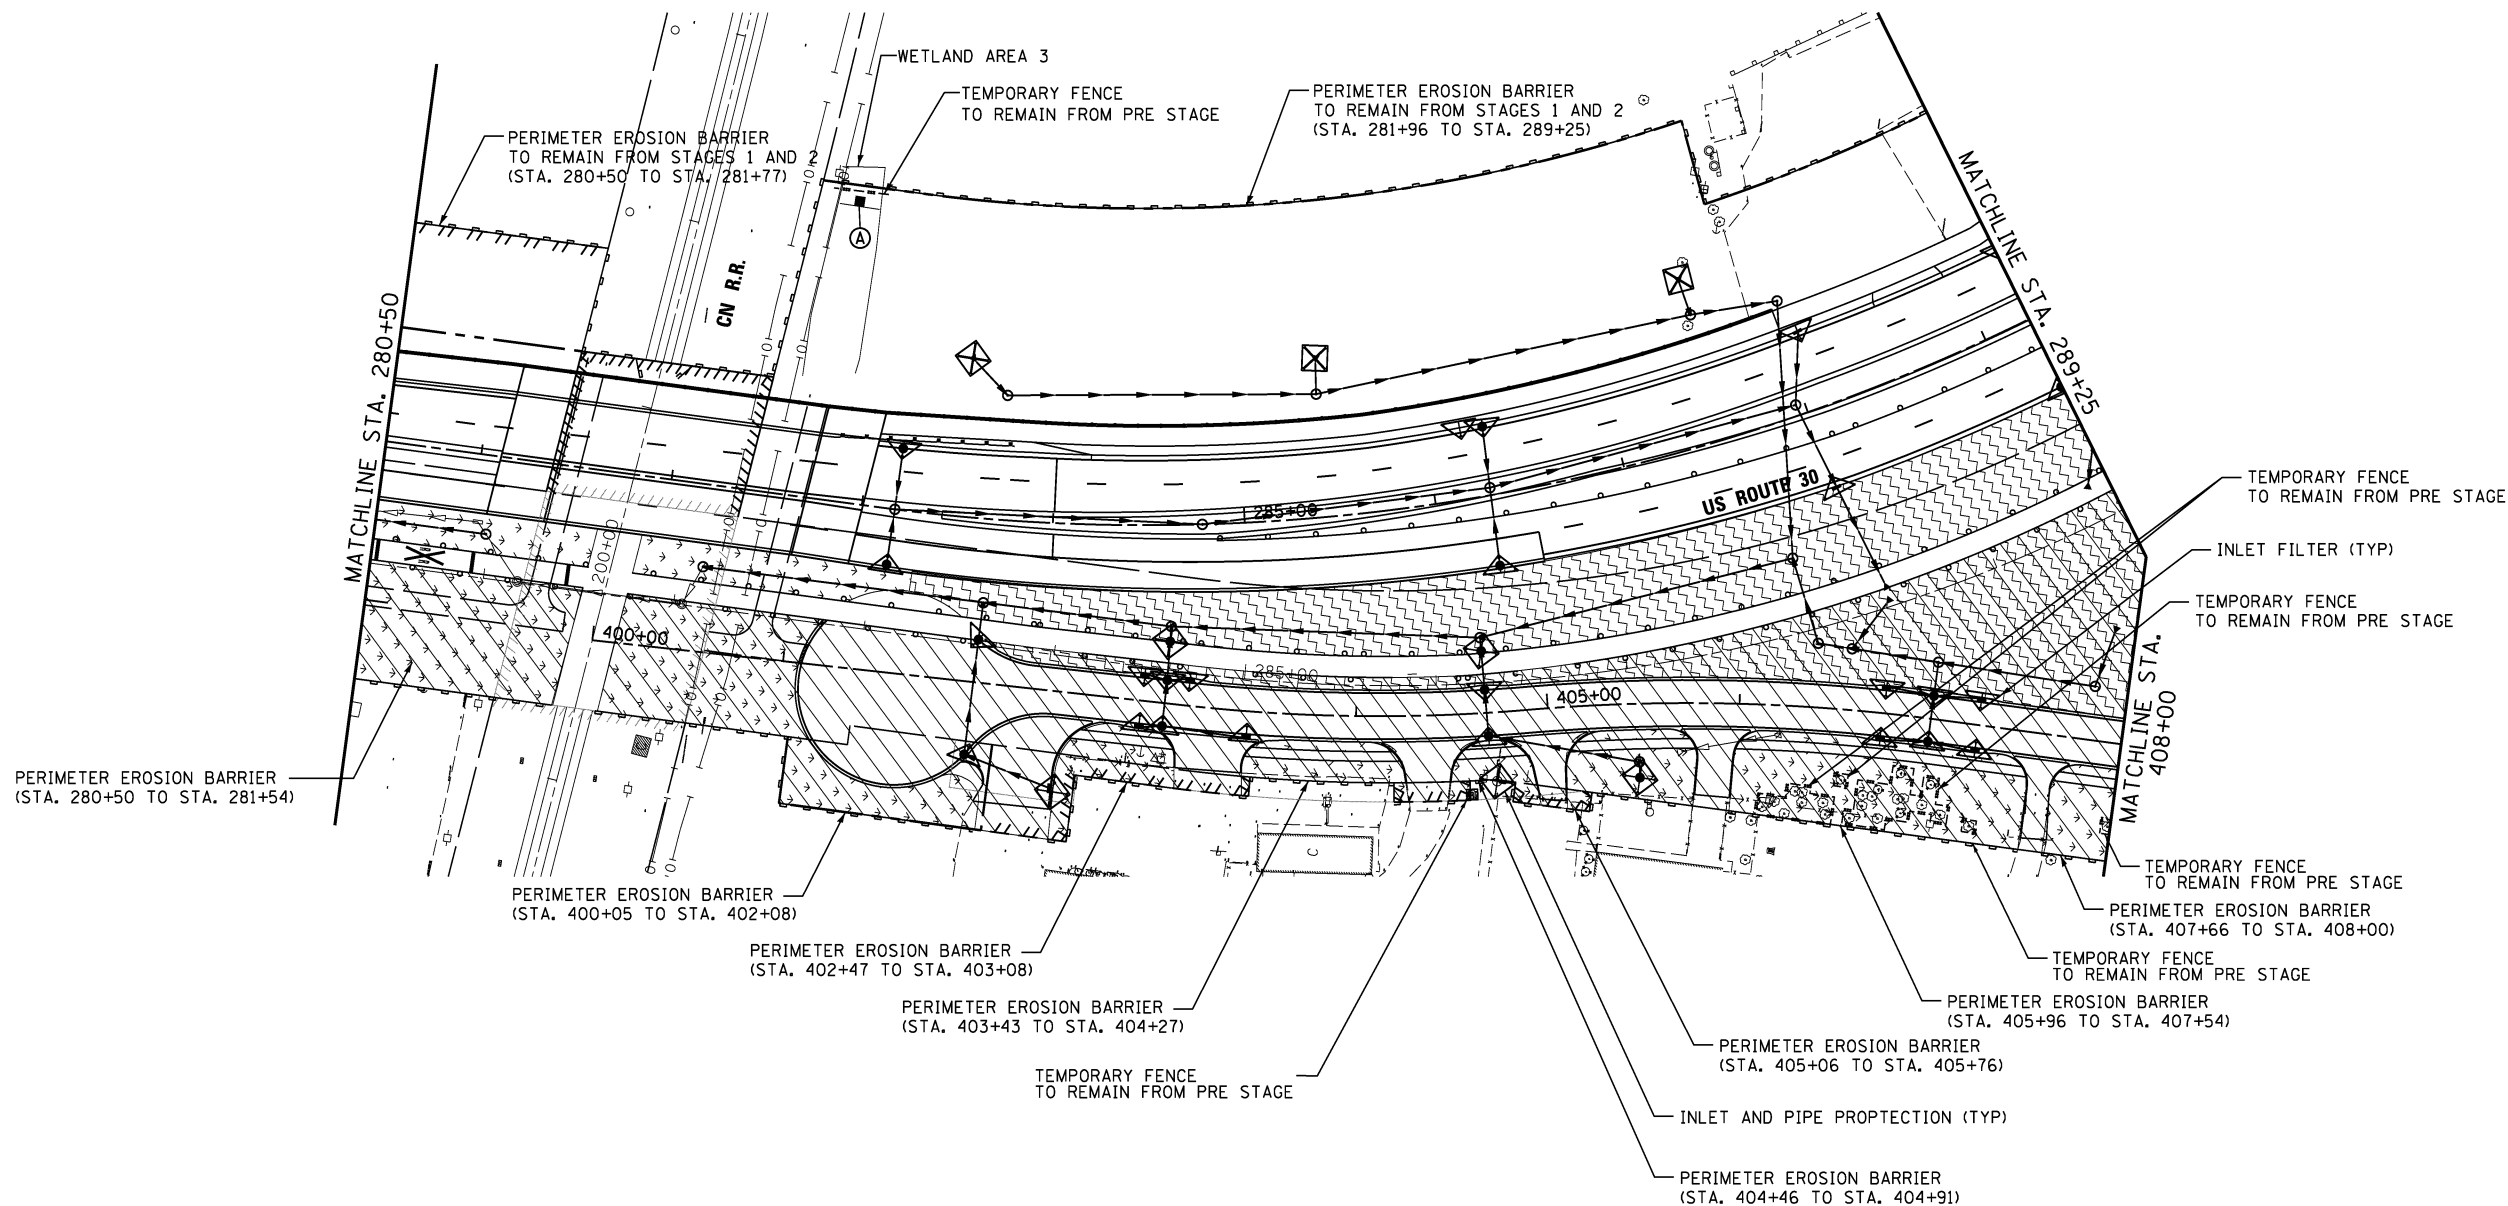 WETLAND AREA 3
TEMPORARY FENCE
TO REMAIN FROM PRE STAGE
PERIMETER EROSION BARRIER
TO REMAIN FROM STAGES 1 AND 2
(STA. 281+96 TO STA. 289+25)
PERIMETER EROSION BARRIER
TO REMAIN FROM STAGES 1 AND 2
(STA. 280+50 TO STA. 281+77)
A
CN R.R.
MATCHLINE STA. 280+50
MATCHLINE STA. 289+25
285+00
US ROUTE 30
200+00
400+00
285+00
405+00
MATCHLINE STA.
408+00
C
TEMPORARY FENCE
TO REMAIN FROM PRE STAGE
INLET FILTER (TYP)
TEMPORARY FENCE
TO REMAIN FROM PRE STAGE
PERIMETER EROSION BARRIER
(STA. 280+50 TO STA. 281+54)
PERIMETER EROSION BARRIER
(STA. 400+05 TO STA. 402+08)
PERIMETER EROSION BARRIER
(STA. 402+47 TO STA. 403+08)
PERIMETER EROSION BARRIER
(STA. 403+43 TO STA. 404+27)
TEMPORARY FENCE
TO REMAIN FROM PRE STAGE
TEMPORARY FENCE
TO REMAIN FROM PRE STAGE
PERIMETER EROSION BARRIER
(STA. 407+66 TO STA. 408+00)
TEMPORARY FENCE
TO REMAIN FROM PRE STAGE
PERIMETER EROSION BARRIER
(STA. 405+96 TO STA. 407+54)
PERIMETER EROSION BARRIER
(STA. 405+06 TO STA. 405+76)
INLET AND PIPE PROPTECTION (TYP)
PERIMETER EROSION BARRIER
(STA. 404+46 TO STA. 404+91)